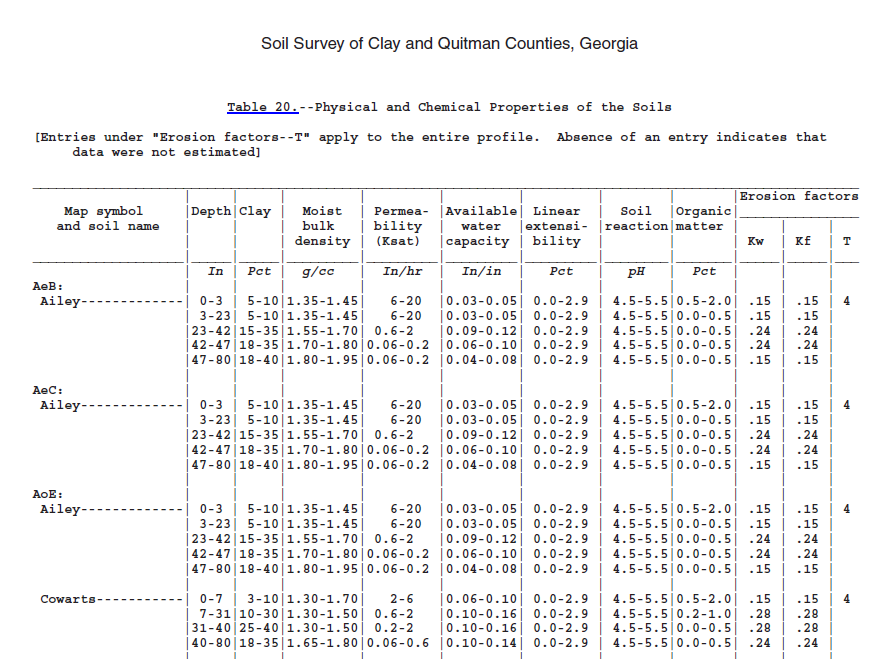 Soil Survey of Clay and Quitman Counties, Georgia
Table 20.--Physical and Chemical Properties of the Soils
[Entries under "Erosion factors--T" apply to the entire profile. Absence of an entry indicates that
data were not estimated]
|Erosion factors
Map symbol |Depth|Clay | Moist | Permea- |Available| Linear | Soil |Organic|
and soil name | | | bulk | bility | water |extensi- |reaction|matter |
| | | density | (Ksat) |capacity | bility | | | Kw | Kf | T
| In | Pct | g/cc | In/hr | In/in | Pct | pH | Pct | | |
AeB:
Ailey-------------| 0-3 | 5-10|1.35-1.45| 6-20 |0.03-0.05| 0.0-2.9 | 4.5-5.5|0.5-2.0| .15 | .15 | 4
| 3-23| 5-10|1.35-1.45| 6-20 |0.03-0.05| 0.0-2.9 | 4.5-5.5|0.0-0.5| .15 | .15 |
|23-42|15-35|1.55-1.70| 0.6-2 |0.09-0.12| 0.0-2.9 | 4.5-5.5|0.0-0.5| .24 | .24 |
|42-47|18-35|1.70-1.80|0.06-0.2 |0.06-0.10| 0.0-2.9 | 4.5-5.5|0.0-0.5| .24 | .24 |
|47-80|18-40|1.80-1.95|0.06-0.2 |0.04-0.08| 0.0-2.9 | 4.5-5.5|0.0-0.5| .15 | .15 |
AeC:
Ailey-------------| 0-3 | 5-10|1.35-1.45| 6-20 |0.03-0.05| 0.0-2.9 | 4.5-5.5|0.5-2.0| .15 | .15 | 4
| 3-23| 5-10|1.35-1.45| 6-20 |0.03-0.05| 0.0-2.9 | 4.5-5.5|0.0-0.5| .15 | .15 |
|23-42|15-35|1.55-1.70| 0.6-2 |0.09-0.12| 0.0-2.9 | 4.5-5.5|0.0-0.5| .24 | .24 |
|42-47|18-35|1.70-1.80|0.06-0.2 |0.06-0.10| 0.0-2.9 | 4.5-5.5|0.0-0.5| .24 | .24 |
|47-80|18-40|1.80-1.95|0.06-0.2 |0.04-0.08| 0.0-2.9 | 4.5-5.5|0.0-0.5| .15 | .15 |
AoE:
Ailey-------------| 0-3 | 5-10|1.35-1.45| 6-20 |0.03-0.05| 0.0-2.9 | 4.5-5.5|0.5-2.0| .15 | .15 | 4
| 3-23| 5-10|1.35-1.45| 6-20 |0.03-0.05| 0.0-2.9 | 4.5-5.5|0.0-0.5| .15 | .15 |
|23-42|15-35|1.55-1.70| 0.6-2 |0.09-0.12| 0.0-2.9 | 4.5-5.5|0.0-0.5| .24 | .24 |
|42-47|18-35|1.70-1.80|0.06-0.2 |0.06-0.10| 0.0-2.9 | 4.5-5.5|0.0-0.5| .24 | .24 |
|47-80|18-40|1.80-1.95|0.06-0.2 |0.04-0.08| 0.0-2.9 | 4.5-5.5|0.0-0.5| .15 | .15 |
Cowarts-----------| 0-7 | 3-10|1.30-1.70| 2-6 |0.06-0.10| 0.0-2.9 | 4.5-5.5|0.5-2.0| .15 | .15 | 4
| 7-31|10-30|1.30-1.50| 0.6-2 |0.10-0.16| 0.0-2.9 | 4.5-5.5|0.2-1.0| .28 | .28 |
|31-40|25-40|1.30-1.50| 0.2-2 |0.10-0.16| 0.0-2.9 | 4.5-5.5|0.0-0.5| .28 | .28 |
|40-80|18-35|1.65-1.80|0.06-0.6 |0.10-0.14| 0.0-2.9 | 4.5-5.5|0.0-0.5| .24 | .24 |